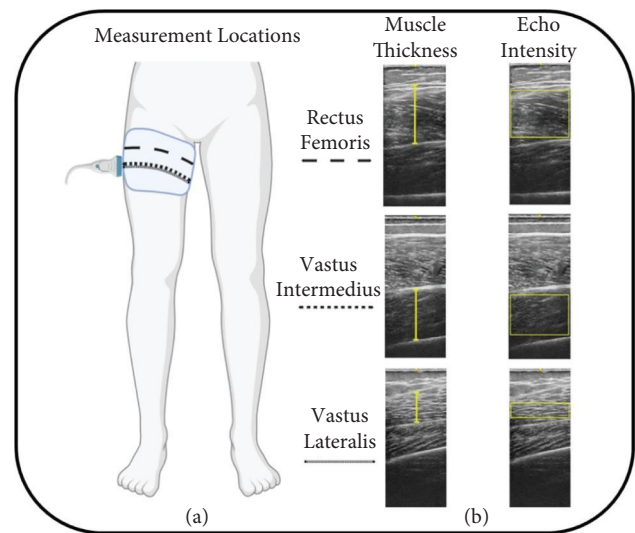 Measurement Locations
Muscle
Thickness
Echo
Intensity
Rectus
Femoris
Vastus
Intermedius
Vastus
Lateralis
(a)
(b)